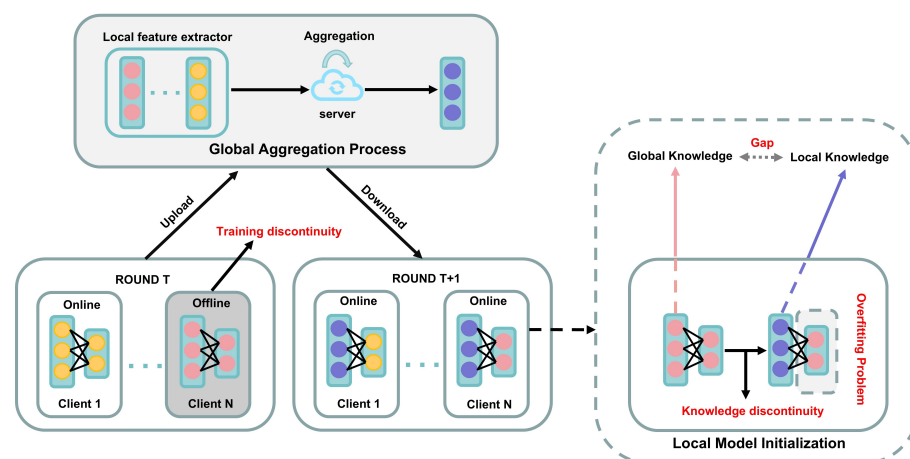 Local feature extractor
Aggregation
server
Global Aggregation Process
Upload
Download
Training discontinuity
ROUND T
Online
Offline
Client 1
Client N
ROUND T+1
Online
Online
Client 1
Client N
Gap
Global Knowledge
Local Knowledge
Overfitting Problem
Knowledge discontinuity
Local Model Initialization